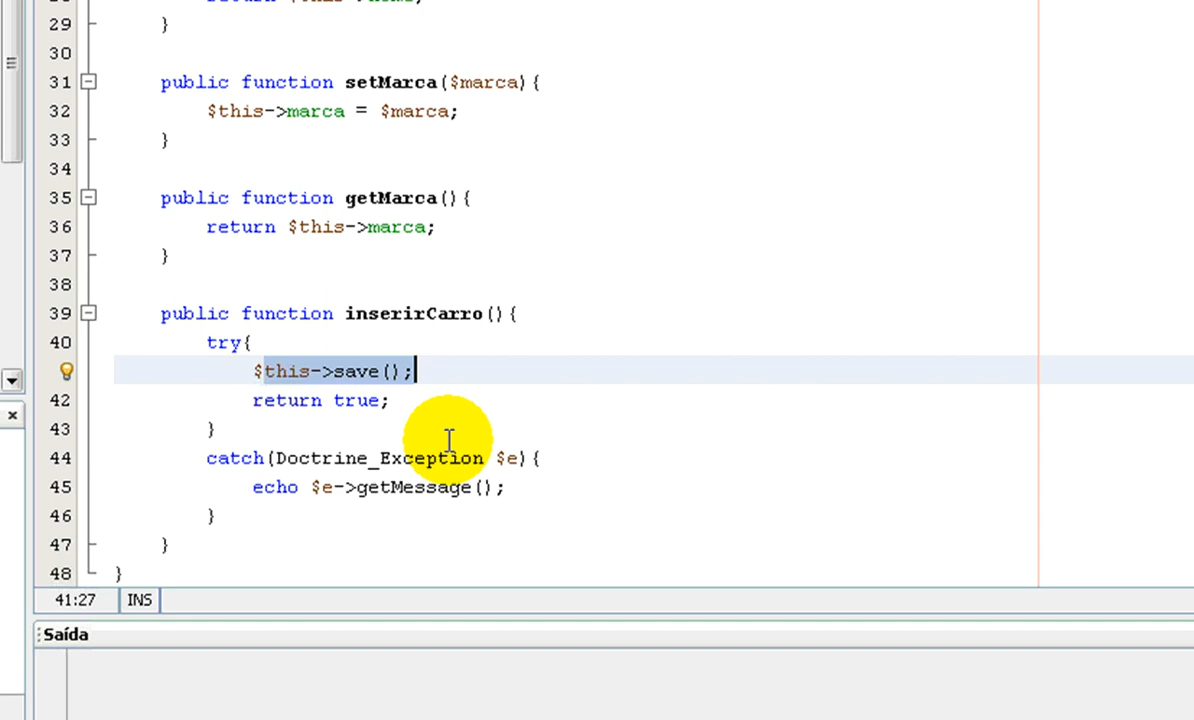 29 }
30
31 public function setMarca($marca){
32 $this->marca = $marca;
33 }
34
35 public function getMarca(){
36 return $this->marca;
37 }
38
39 public function inserirCarro(){
40 try{
$this->save();
42 return true;
43 }
44 catch(Doctrine_Exception $e){
45 echo $e->getMessage();
46 }
47 }
48 }
41:27 INS
Saída